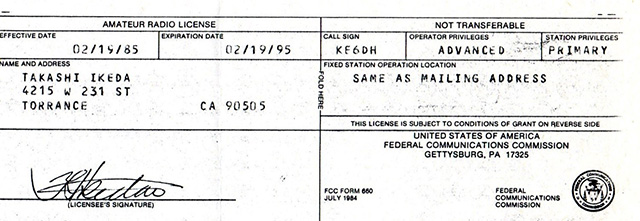 AMATEUR RADIO LICENSE
NOT TRANSFERABLE
EFFECTIVE DATE
EXPIRATION DATE
CALL SIGN
OPERATOR PRIVILEGES
STATION PRIVILEGES
02/19/85
02/19/95
KE6DH
ADVANCED
PRIMARY
NAME AND ADDRESS
TAKASHI IKEDA
4215 W 231 ST
TORRANCE CA 90505
FOLD HERE
FIXED STATION OPERATION LOCATION
SAME AS MAILING ADDRESS
THIS LICENSE IS SUBJECT TO CONDITIONS OF GRANT ON REVERSE SIDE
UNITED STATES OF AMERICA
FEDERAL COMMUNICATIONS COMMISSION
GETTYSBURG, PA 17325
(LICENSEE'S SIGNATURE)
FCC FORM 660
JULY 1984
FEDERAL
COMMUNICATIONS
COMMISSION